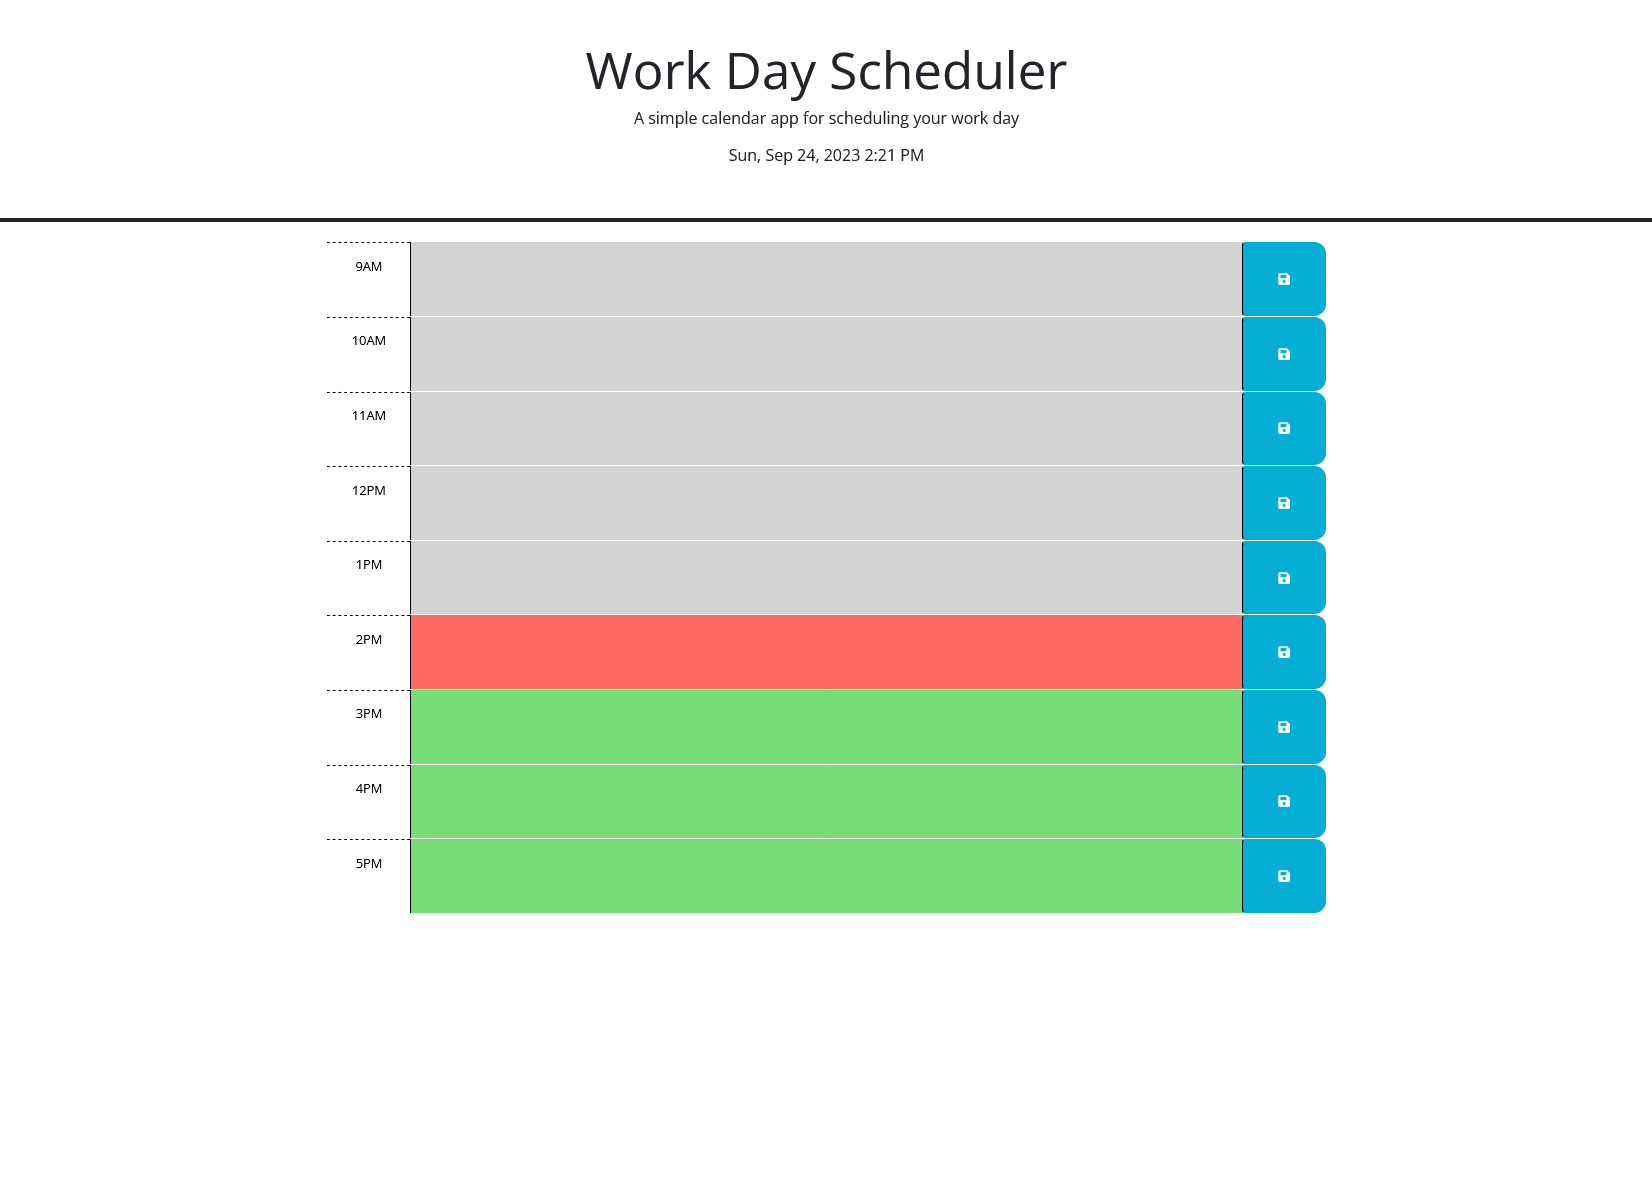 Work Day Scheduler
A simple calendar app for scheduling your work day
Sun, Sep 24, 2023 2:21 PM
9AM
10AM
11AM
12PM
1PM
2PM
3PM
4PM
5PM